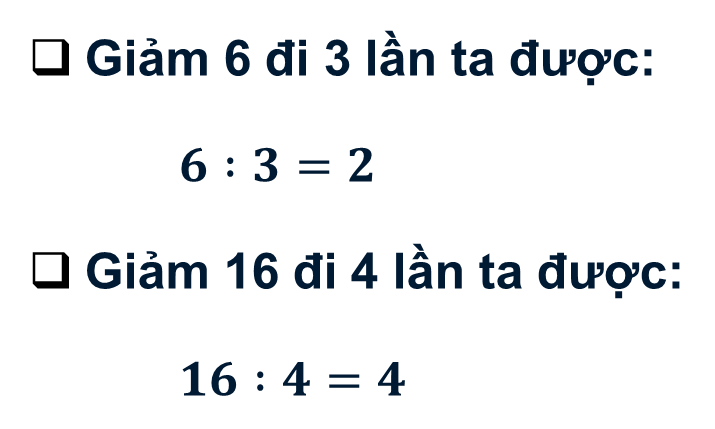 ❑ Giảm 6 đi 3 lần ta được:
6 : 3 = 2
❑ Giảm 16 đi 4 lần ta được:
16 : 4 = 4